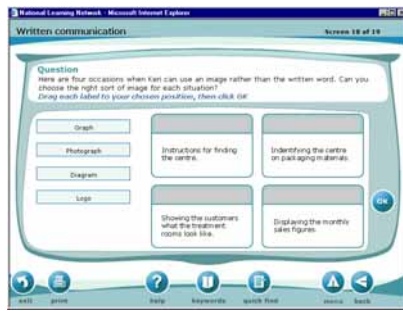 National Learning Network - Microsoft Internet Explorer
Written communication
Screen 18 of 19
Question
Here are four occasions when Ken can use an image rather than the written word. Can you
choose the right sort of image for each situation?
Drag each label to your chosen position, then click OK
Graph
Photograph
Diagram
Logo
Instructions for finding
the centre.
Indentifying the centre
on packaging materials.
Showing the customers
what the treatment
rooms look like.
Displaying the monthly
sales figures.
OK
exit
print
help
keywords
quick find
menu
back